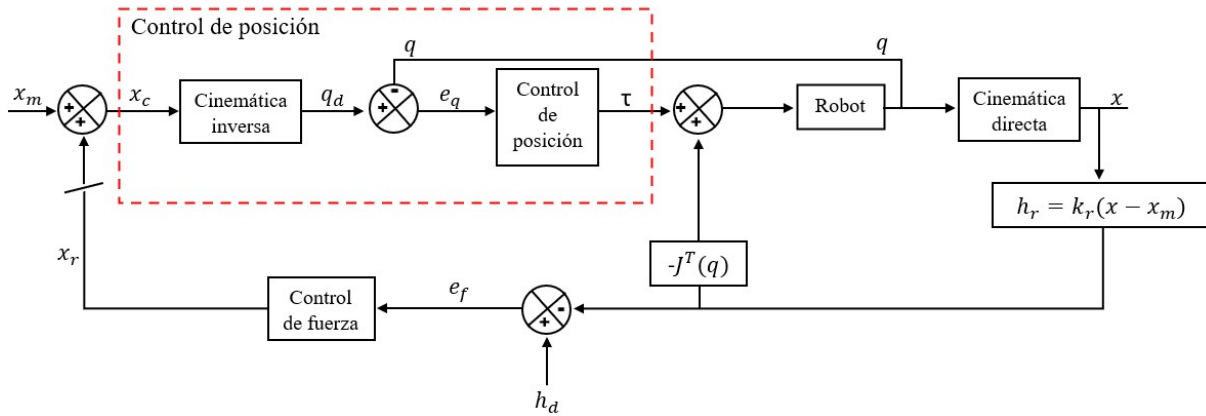 Control de posición
q
q
x_m
x_c
Cinemática
inversa
q_d
e_q
Control
de
posición
τ
Robot
Cinemática
directa
x
h_r = k_r(x − x_m)
-J^T(q)
x_r
Control
de fuerza
e_f
h_d